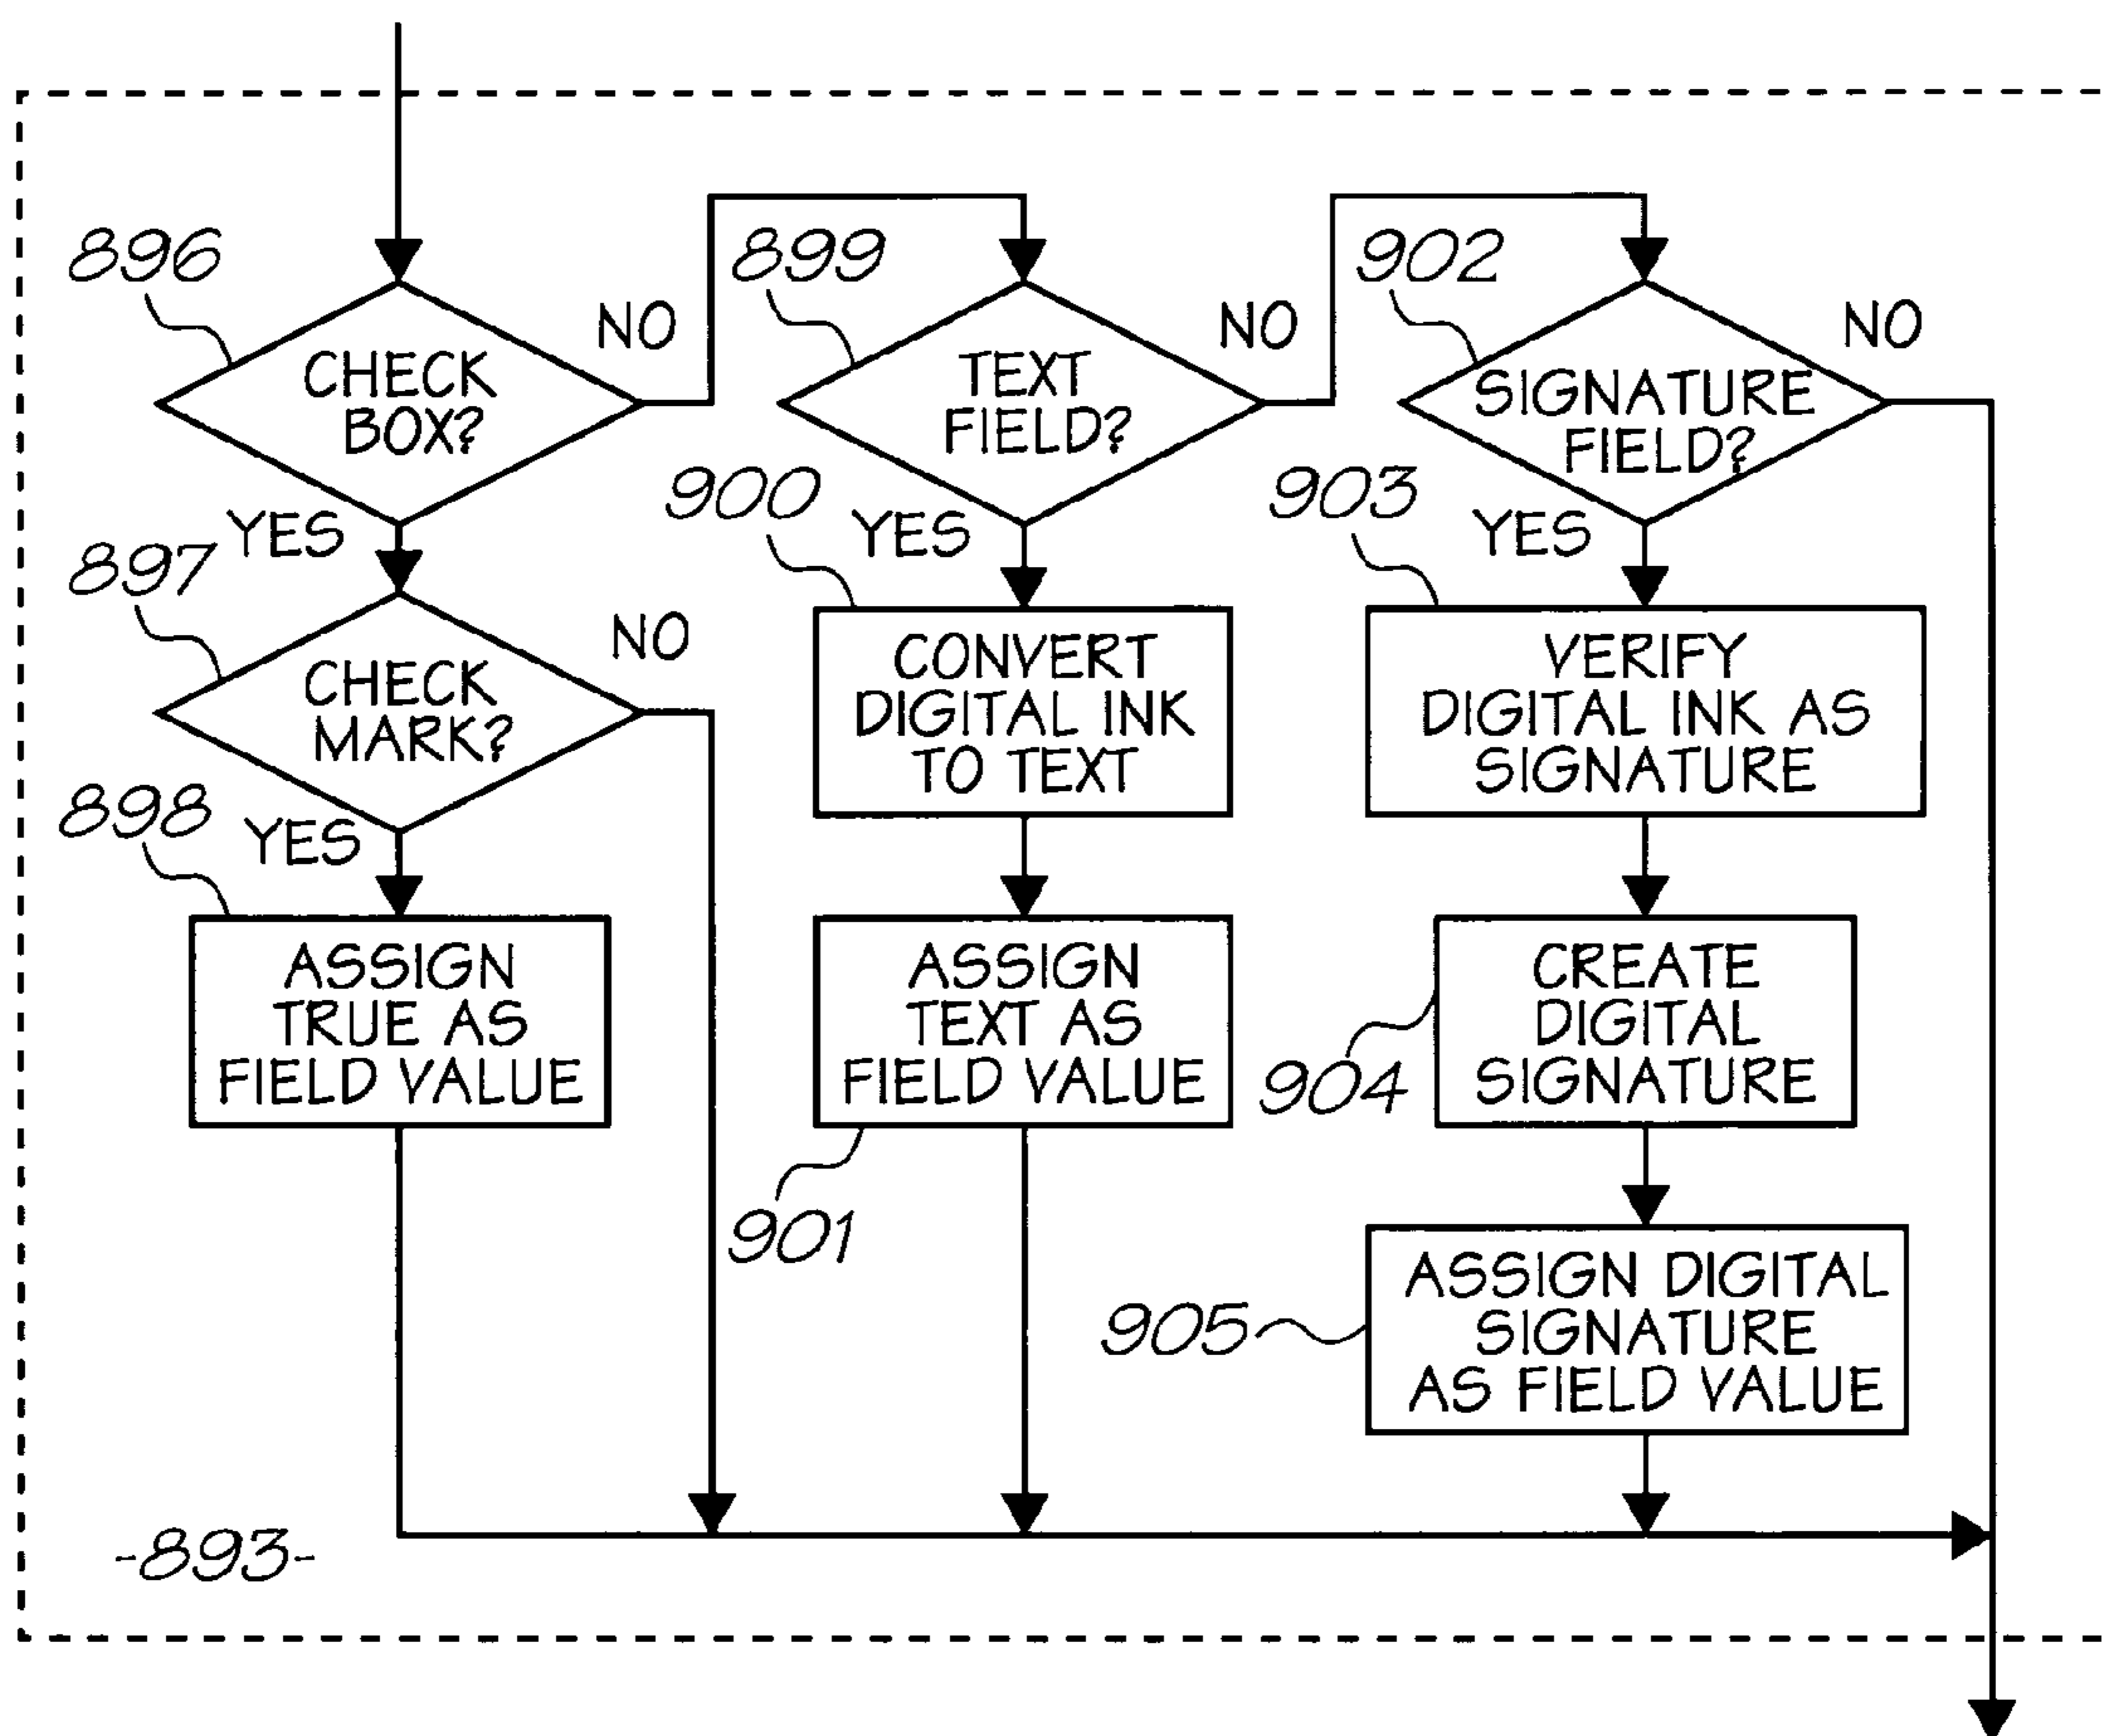 896
CHECK
BOX?
NO
YES
897
CHECK
MARK?
NO
YES
898
ASSIGN
TRUE AS
FIELD VALUE
899
TEXT
FIELD?
NO
YES
900
CONVERT
DIGITAL INK
TO TEXT
ASSIGN
TEXT AS
FIELD VALUE
901
902
SIGNATURE
FIELD?
NO
YES
903
VERIFY
DIGITAL INK AS
SIGNATURE
CREATE
DIGITAL
SIGNATURE
904
ASSIGN DIGITAL
SIGNATURE
AS FIELD VALUE
905
-893-